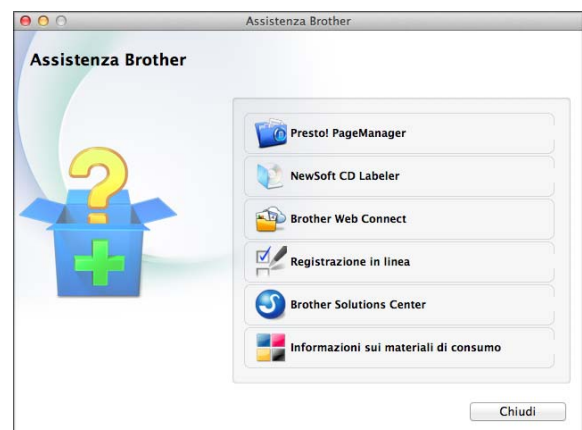 Assistenza Brother
Assistenza Brother
Presto! PageManager
NewSoft CD Labeler
Brother Web Connect
Registrazione in linea
Brother Solutions Center
Informazioni sui materiali di consumo
Chiudi